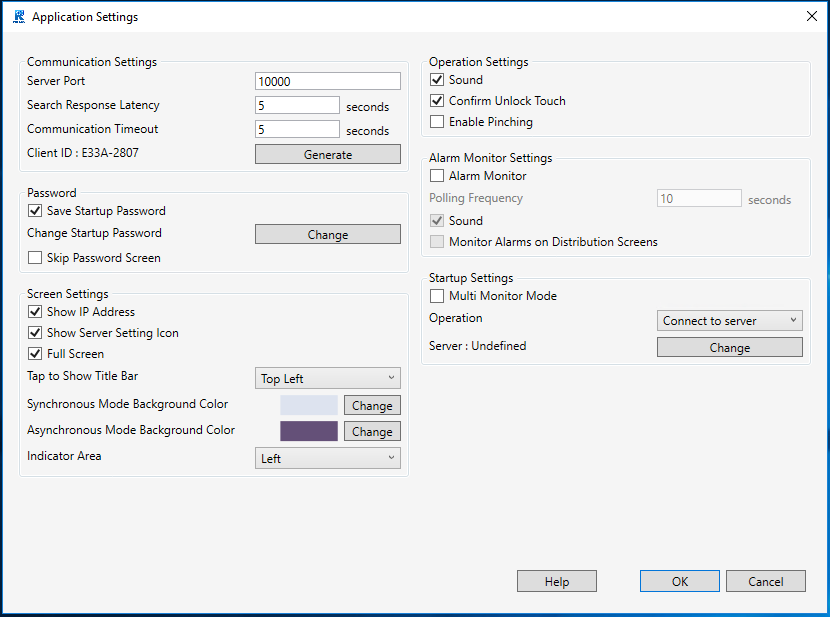 Application Settings
Communication Settings
Server Port
10000
Search Response Latency
5
seconds
Communication Timeout
5
seconds
Client ID : E33A-2807
Generate
Password
Save Startup Password
Change Startup Password
Change
Skip Password Screen
Screen Settings
Show IP Address
Show Server Setting Icon
Full Screen
Tap to Show Title Bar
Top Left
Synchronous Mode Background Color
Change
Asynchronous Mode Background Color
Change
Indicator Area
Left
Operation Settings
Sound
Confirm Unlock Touch
Enable Pinching
Alarm Monitor Settings
Alarm Monitor
Polling Frequency
10
seconds
Sound
Monitor Alarms on Distribution Screens
Startup Settings
Multi Monitor Mode
Operation
Connect to server
Server : Undefined
Change
Help
OK
Cancel